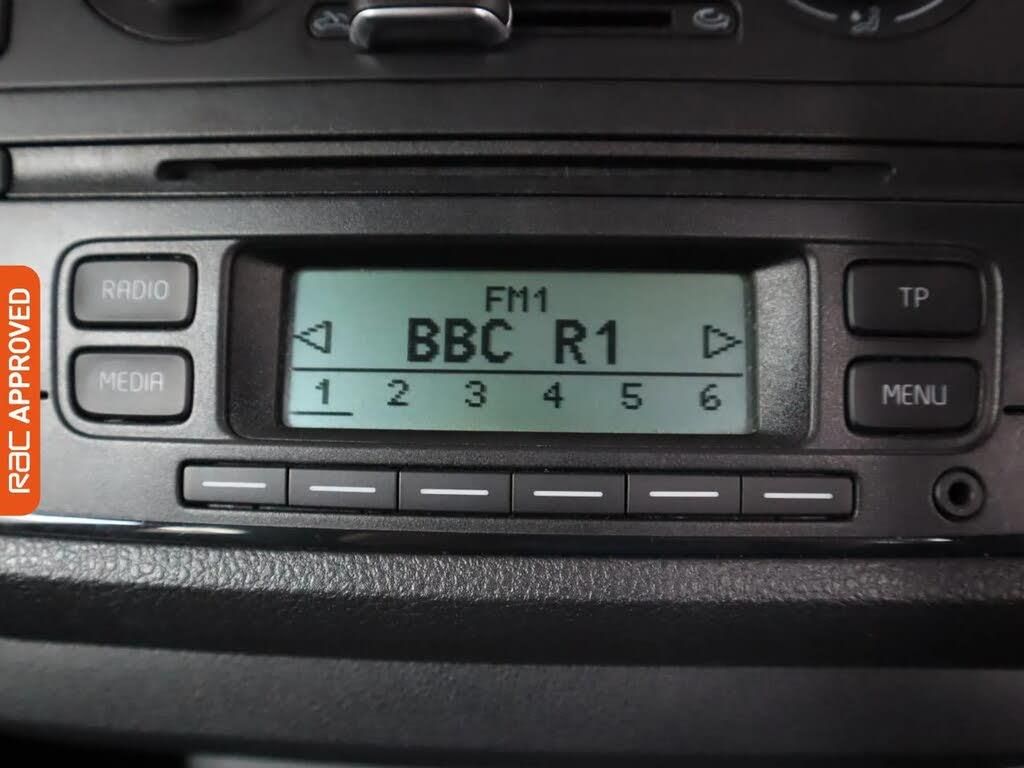 RADIO
MEDIA
FM1
BBC R1
1 2 3 4 5 6
TP
MENU
RAC APPROVED